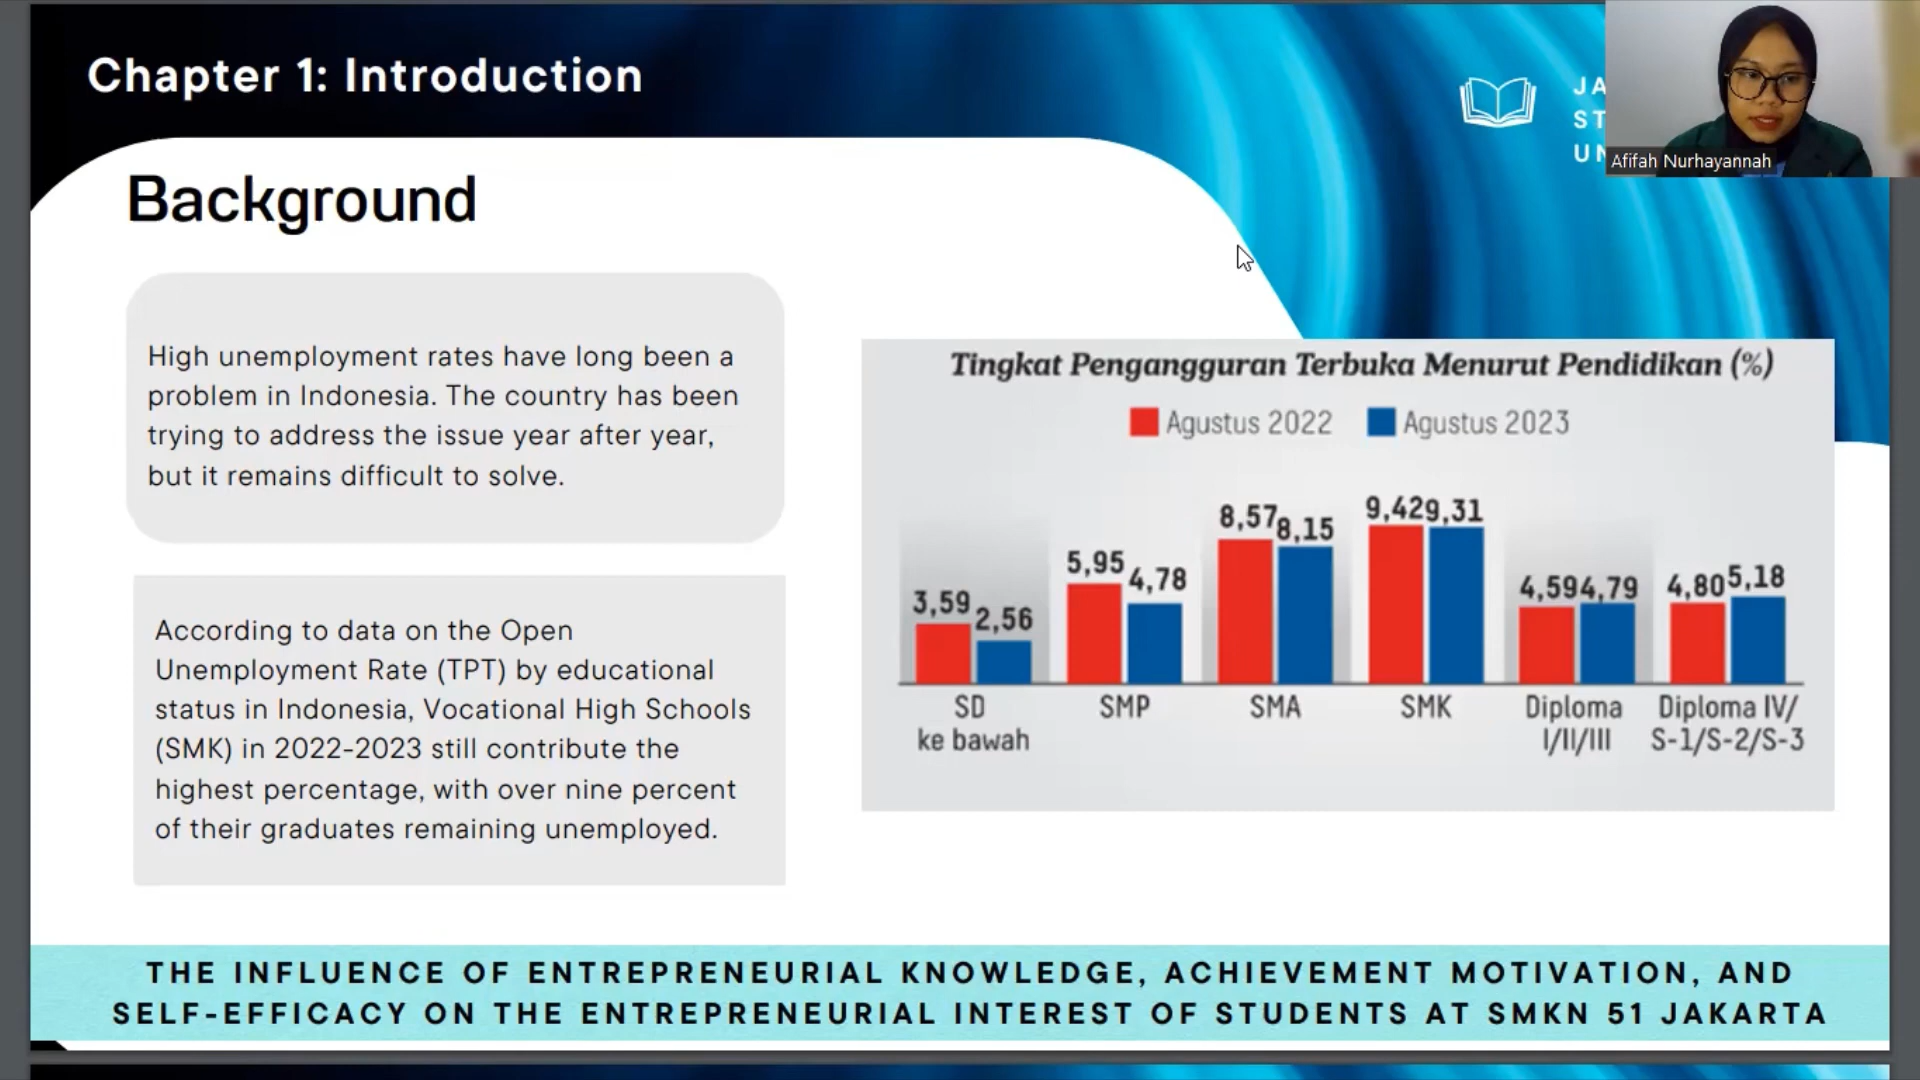 Chapter 1: Introduction
JA
ST
UN
Afifah Nurhayannah
Background
High unemployment rates have long been a
problem in Indonesia. The country has been
trying to address the issue year after year,
but it remains difficult to solve.
According to data on the Open
Unemployment Rate (TPT) by educational
status in Indonesia, Vocational High Schools
(SMK) in 2022-2023 still contribute the
highest percentage, with over nine percent
of their graduates remaining unemployed.
Tingkat Pengangguran Terbuka Menurut Pendidikan (%)
Agustus 2022 Agustus 2023
3,59 2,56 5,95 4,78 8,57 8,15 9,42 9,31 4,59 4,79 4,80 5,18
SD SMP SMA SMK Diploma Diploma IV/
ke bawah I/II/III S-1/S-2/S-3
THE INFLUENCE OF ENTREPRENEURIAL KNOWLEDGE, ACHIEVEMENT MOTIVATION, AND
SELF-EFFICACY ON THE ENTREPRENEURIAL INTEREST OF STUDENTS AT SMKN 51 JAKARTA